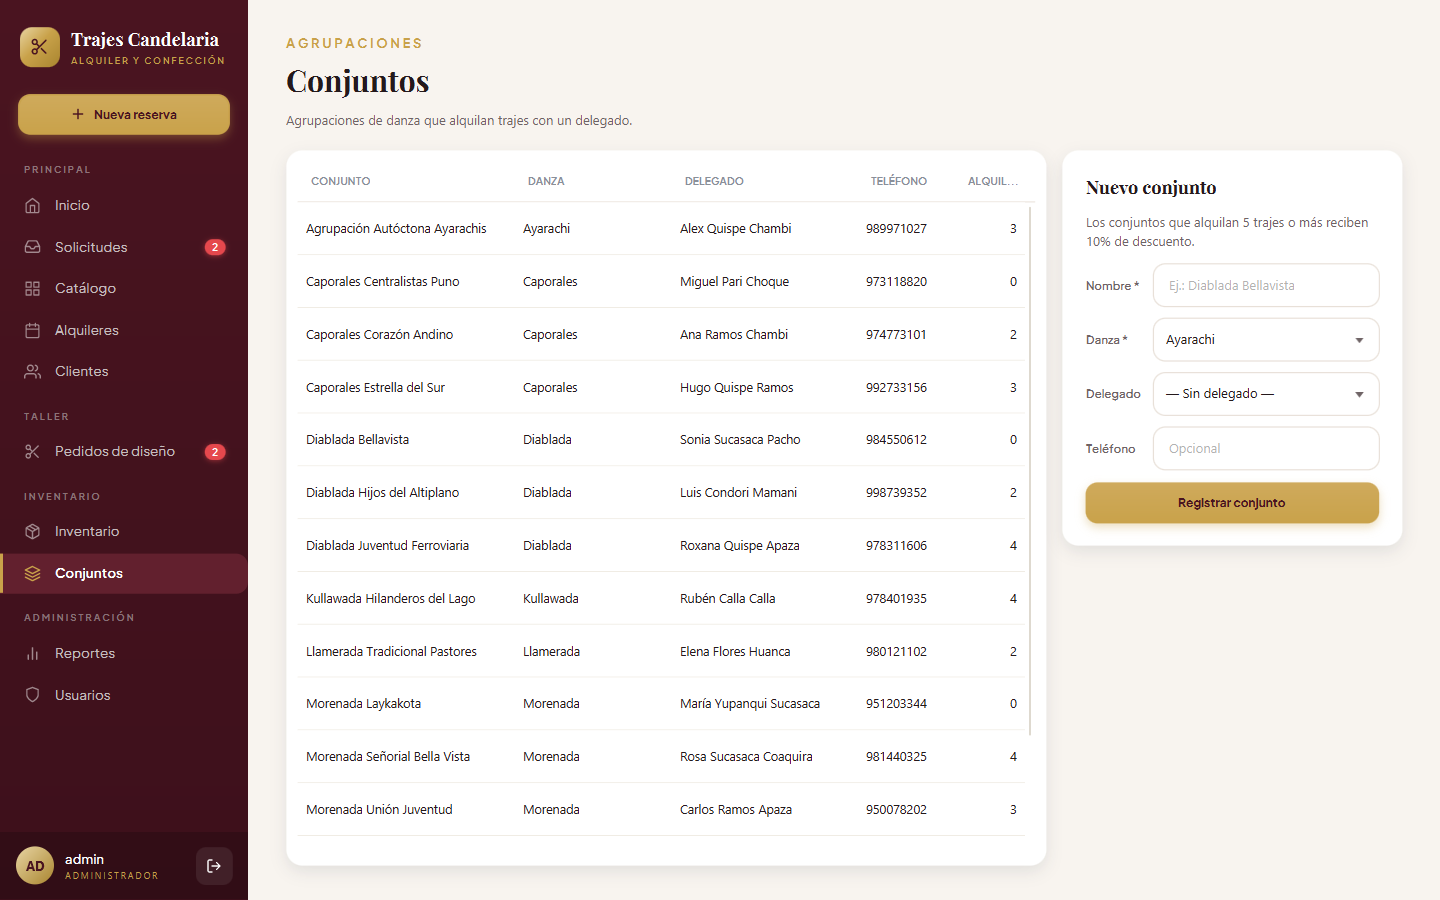 Trajes Candelaria
ALQUILER Y CONFECCIÓN
Nueva reserva
PRINCIPAL
Inicio
Solicitudes 2
Catálogo
Alquileres
Clientes
TALLER
Pedidos de diseño 2
INVENTARIO
Inventario
Conjuntos
ADMINISTRACIÓN
Reportes
Usuarios
AD
admin
ADMINISTRADOR
AGRUPACIONES
Conjuntos
Agrupaciones de danza que alquilan trajes con un delegado.
CONJUNTO DANZA DELEGADO TELÉFONO ALQUIL...
Agrupación Autóctona Ayarachis Ayarachi Alex Quispe Chambi 989971027 3
Caporales Centralistas Puno Caporales Miguel Pari Choque 973118820 0
Caporales Corazón Andino Caporales Ana Ramos Chambi 974773101 2
Caporales Estrella del Sur Caporales Hugo Quispe Ramos 992733156 3
Diablada Bellavista Diablada Sonia Sucasaca Pacho 984550612 0
Diablada Hijos del Altiplano Diablada Luis Condori Mamani 998739352 2
Diablada Juventud Ferroviaria Diablada Roxana Quispe Apaza 978311606 4
Kullawada Hilanderos del Lago Kullawada Rubén Calla Calla 978401935 4
Llamerada Tradicional Pastores Llamerada Elena Flores Huanca 980121102 2
Morenada Laykakota Morenada María Yupanqui Sucasaca 951203344 0
Morenada Señorial Bella Vista Morenada Rosa Sucasaca Coaquira 981440325 4
Morenada Unión Juventud Morenada Carlos Ramos Apaza 950078202 3
Nuevo conjunto
Los conjuntos que alquilan 5 trajes o más reciben
10% de descuento.
Nombre * Ej.: Diablada Bellavista
Danza * Ayarachi
Delegado — Sin delegado —
Teléfono Opcional
Registrar conjunto